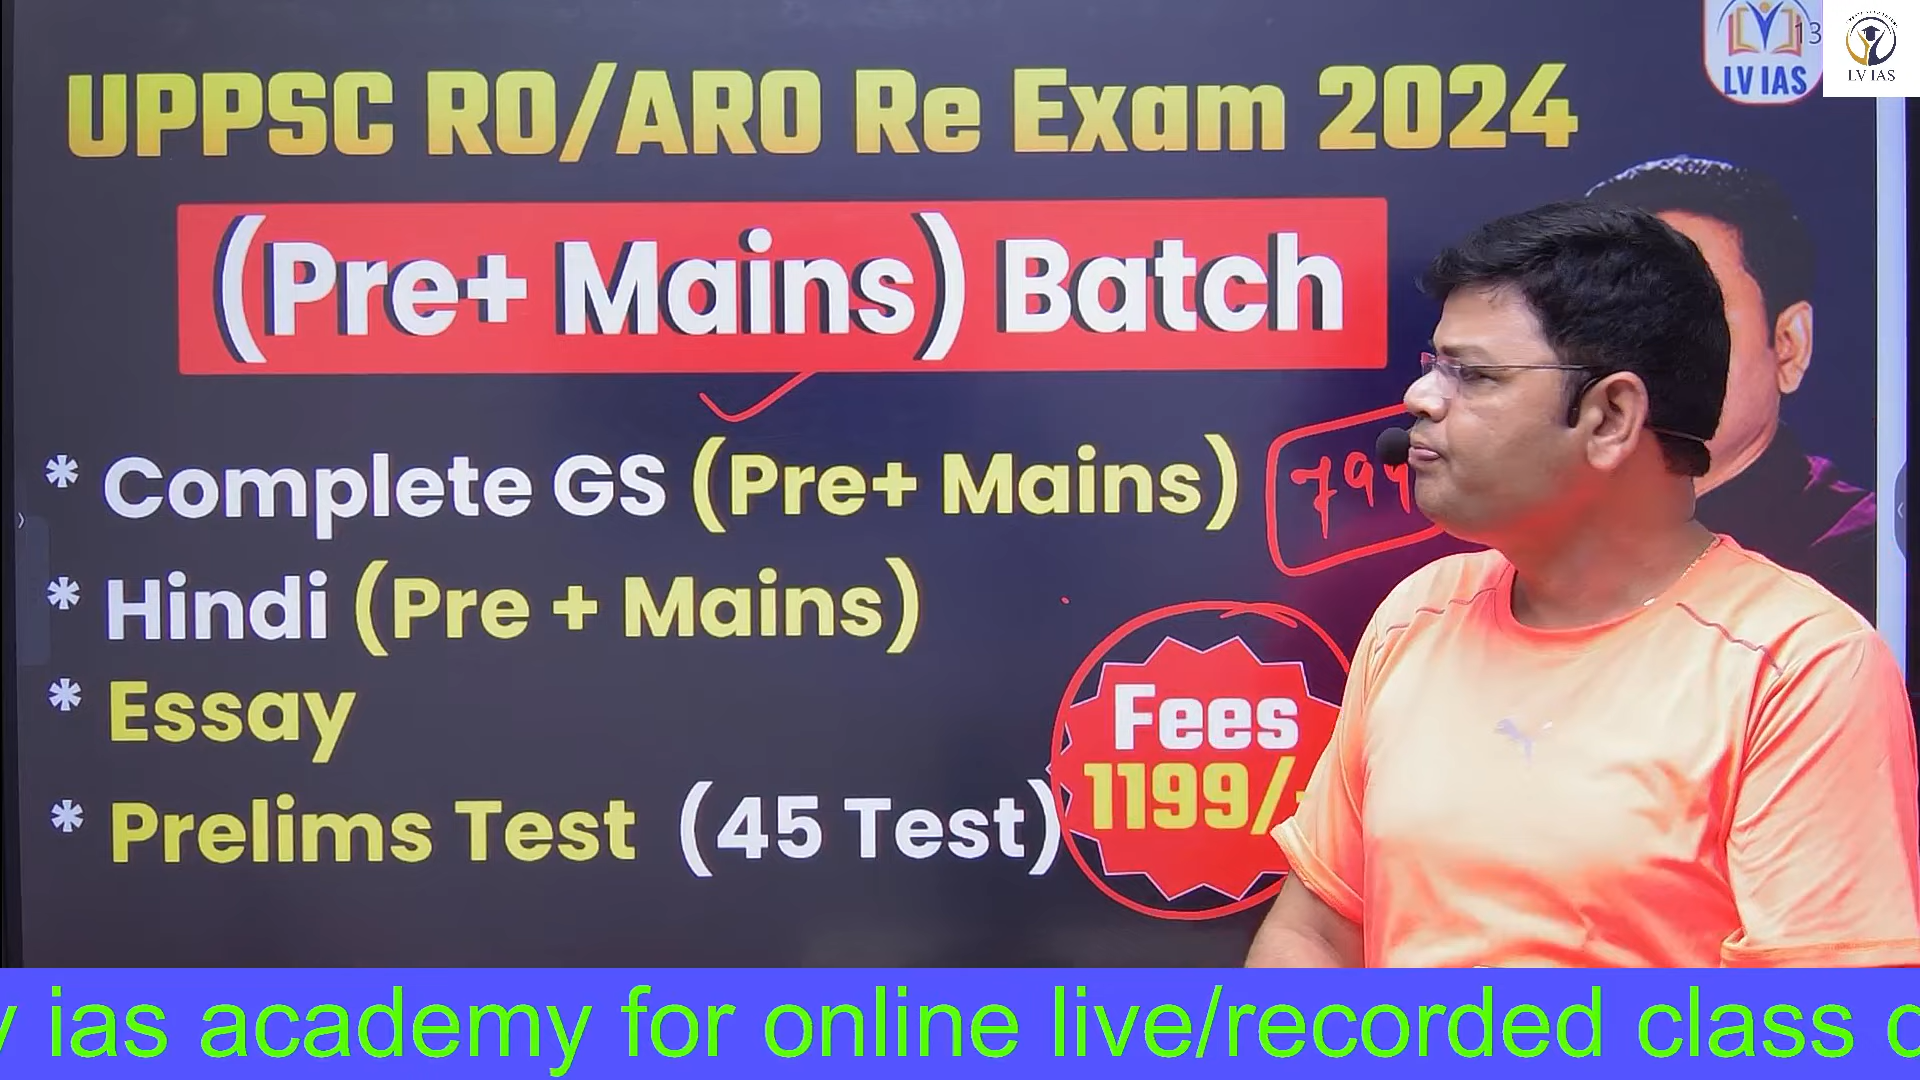 UPPSC RO/ARO Re Exam 2024
13
LV IAS
LV IAS
(Pre+ Mains) Batch
* Complete GS (Pre+ Mains)
* Hindi (Pre + Mains)
* Essay
* Prelims Test (45 Test)
Fees
1199/-
ias academy for online live/recorded class